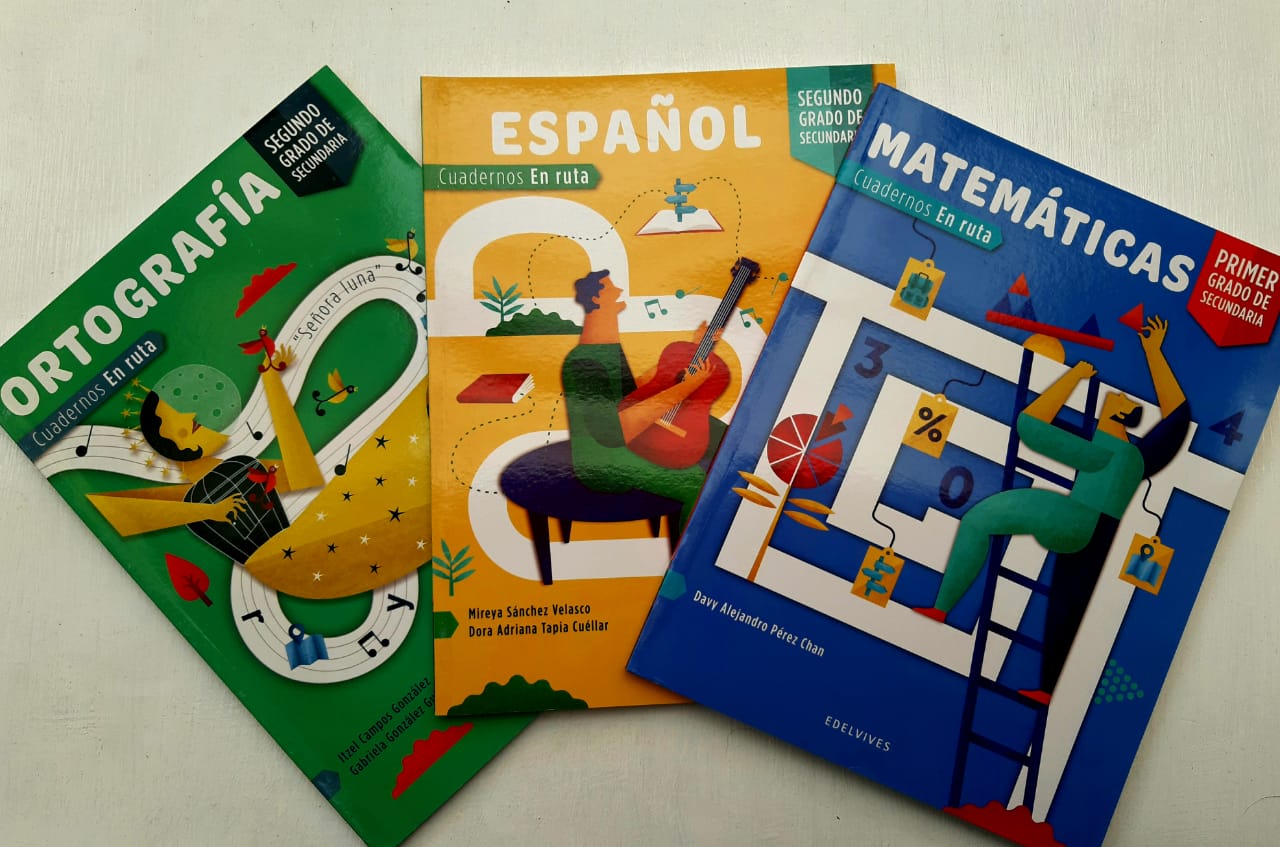 ORTOGRAFÍA
Cuadernos En ruta
SEGUNDO
GRADO DE
SECUNDARIA
"Señora luna"
r
y
Itzel Campos González
Gabriela González
ESPAÑOL
Cuadernos En ruta
SEGUNDO
GRADO DE
Mireya Sánchez Velasco
Dora Adriana Tapia Cuéllar
MATEMÁTICAS
Cuadernos En ruta
PRIMER
GRADO DE
SECUNDARIA
3
%
0
4
Davy Alejandro Pérez Chan
EDELVIVES